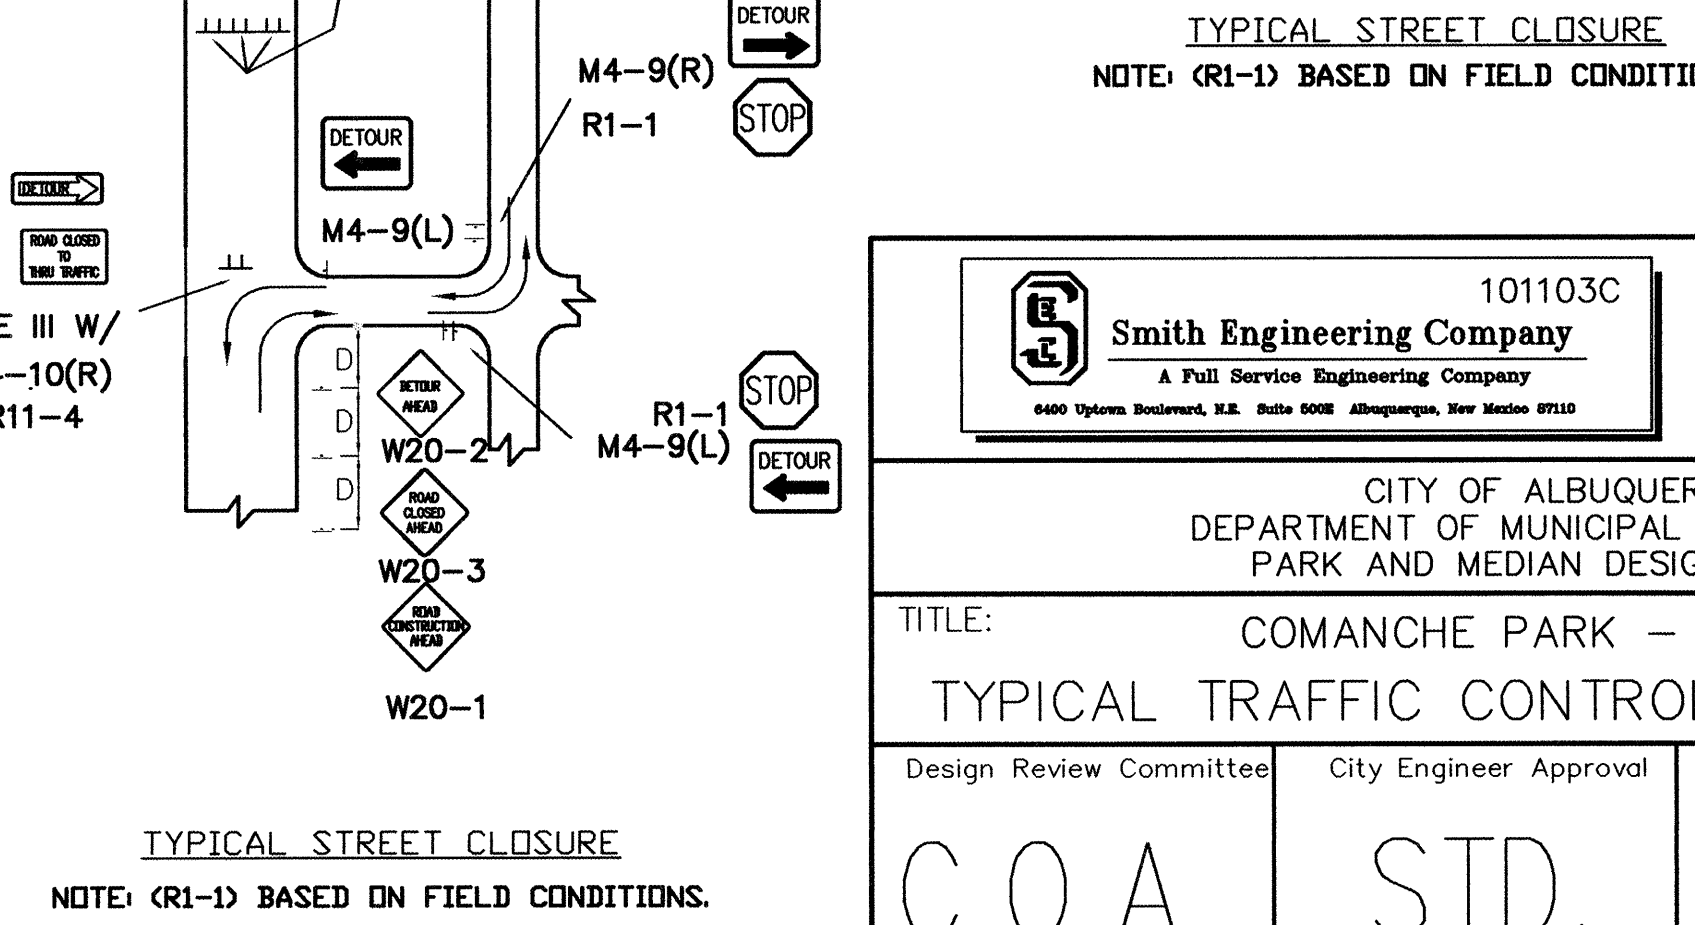 DETOUR
M4-9(R)
R1-1
STOP
DETOUR
M4-9(L)
DETOUR
ROAD CLOSED
TO
THRU TRAFFIC
E III W/
-10(R)
R11-4
D
D
D
DETOUR
AHEAD
W20-2
ROAD
CLOSED
AHEAD
W20-3
ROAD
CONSTRUCTION
AHEAD
W20-1
STOP
R1-1
M4-9(L)
DETOUR
TYPICAL STREET CLOSURE
NOTE: (R1-1) BASED ON FIELD CONDITIONS.
TYPICAL STREET CLOSURE
NOTE: (R1-1) BASED ON FIELD CONDITI
101103C
Smith Engineering Company
A Full Service Engineering Company
6400 Uptown Boulevard, N.E. Suite 500E Albuquerque, New Mexico 87110
CITY OF ALBUQUER
DEPARTMENT OF MUNICIPAL
PARK AND MEDIAN DESIG
TITLE:
COMANCHE PARK -
TYPICAL TRAFFIC CONTROL
Design Review Committee
City Engineer Approval
COA
STD.